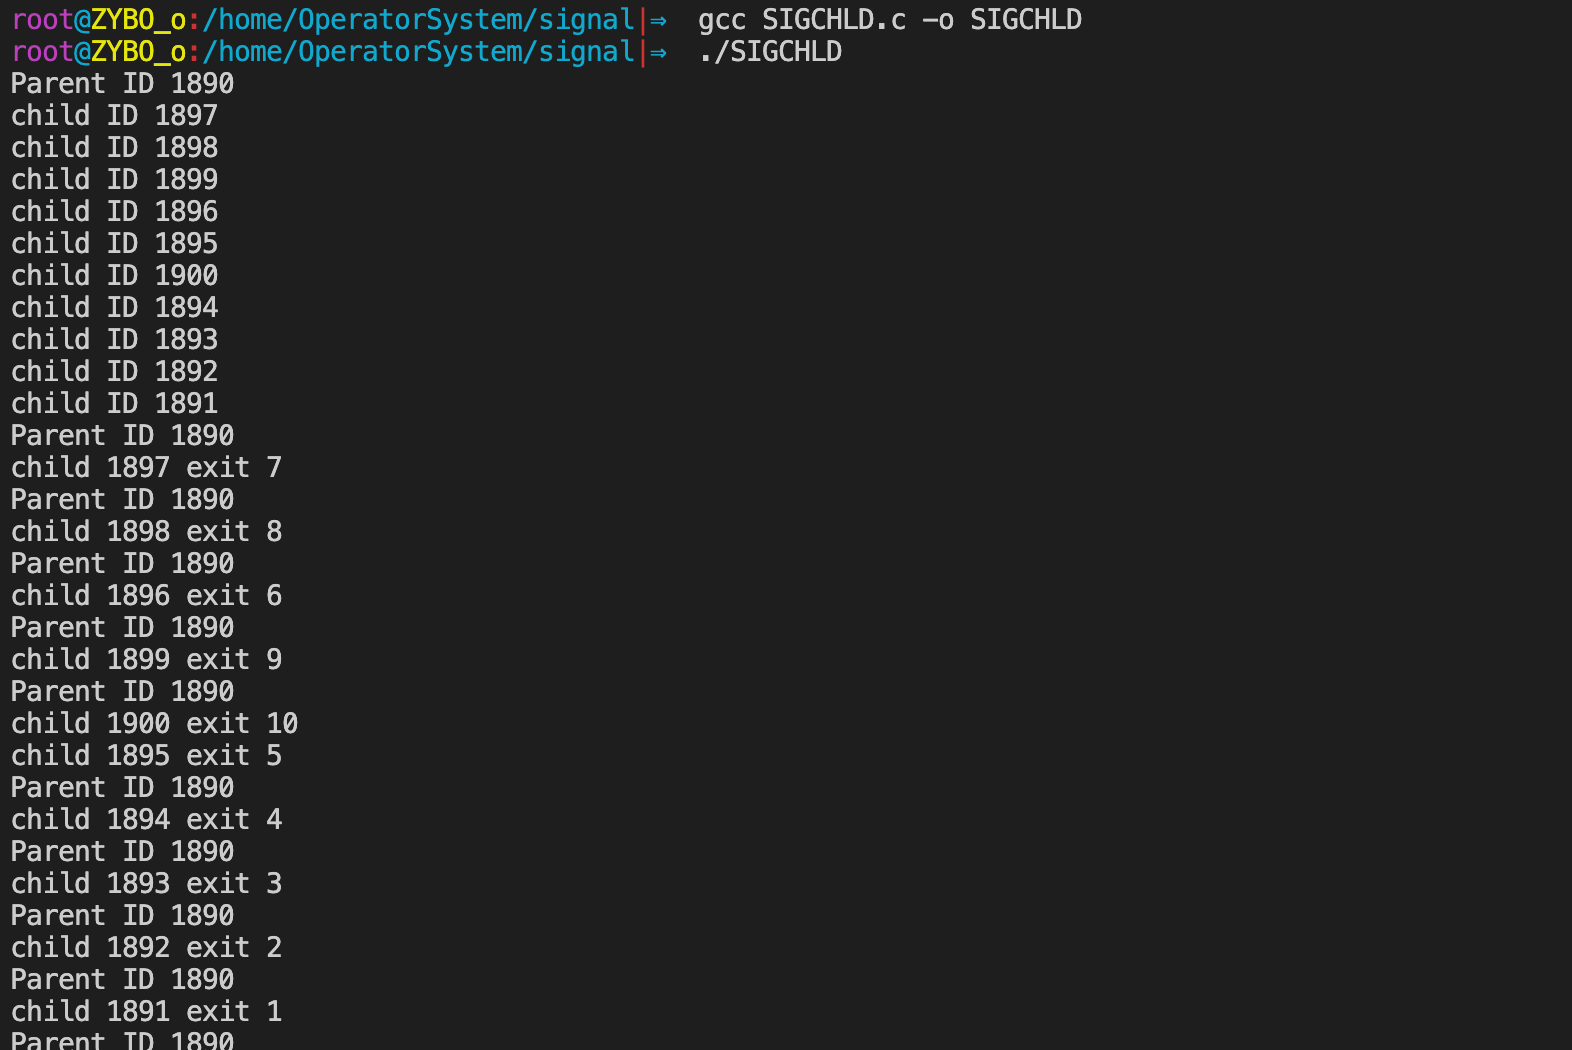 root@ZYBO_o:/home/OperatorSystem/signal|⇒  gcc SIGCHLD.c -o SIGCHLD
root@ZYBO_o:/home/OperatorSystem/signal|⇒  ./SIGCHLD
Parent ID 1890
child ID 1897
child ID 1898
child ID 1899
child ID 1896
child ID 1895
child ID 1900
child ID 1894
child ID 1893
child ID 1892
child ID 1891
Parent ID 1890
child 1897 exit 7
Parent ID 1890
child 1898 exit 8
Parent ID 1890
child 1896 exit 6
Parent ID 1890
child 1899 exit 9
Parent ID 1890
child 1900 exit 10
child 1895 exit 5
Parent ID 1890
child 1894 exit 4
Parent ID 1890
child 1893 exit 3
Parent ID 1890
child 1892 exit 2
Parent ID 1890
child 1891 exit 1
Parent ID 1890